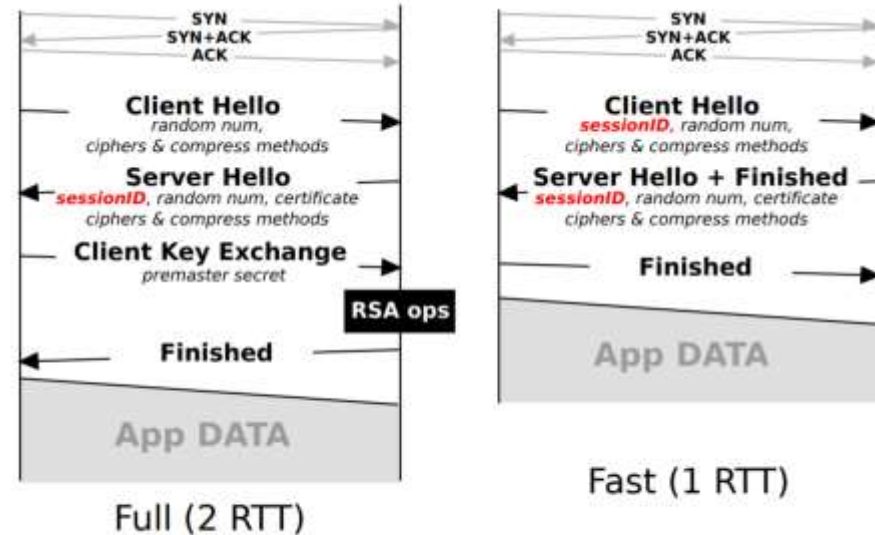 SYN
SYN+ACK
ACK
Client Hello
random num,
ciphers & compress methods
Server Hello
sessionID, random num, certificate
ciphers & compress methods
Client Key Exchange
premaster secret
RSA ops
Finished
App DATA
Full (2 RTT)
SYN
SYN+ACK
ACK
Client Hello
sessionID, random num,
ciphers & compress methods
Server Hello + Finished
sessionID, random num, certificate
ciphers & compress methods
Finished
App DATA
Fast (1 RTT)